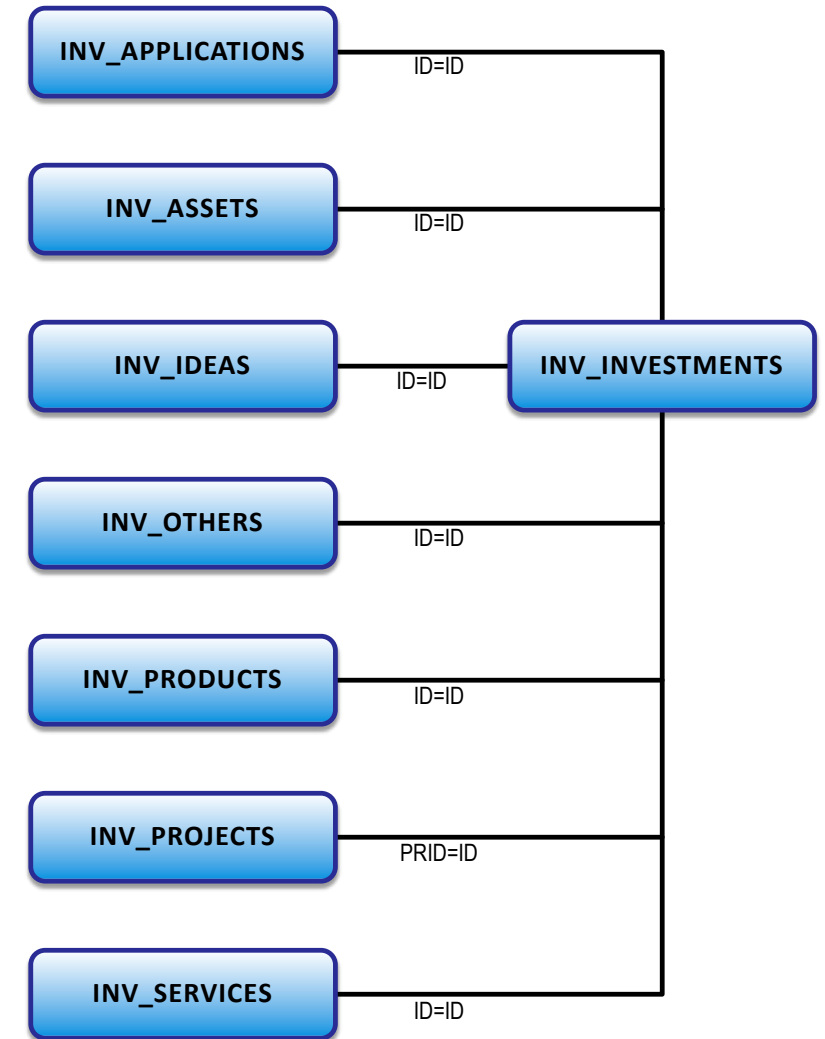 INV_APPLICATIONS
ID=ID
INV_ASSETS
ID=ID
INV_IDEAS
INV_INVESTMENTS
ID=ID
INV_OTHERS
ID=ID
INV_PRODUCTS
ID=ID
INV_PROJECTS
PRID=ID
INV_SERVICES
ID=ID